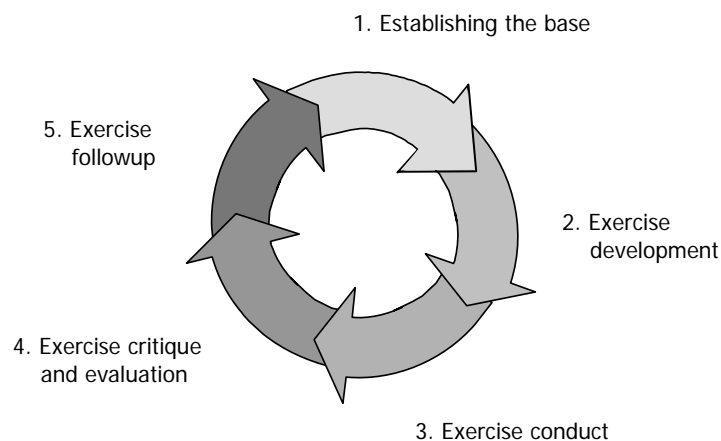 1. Establishing the base
2. Exercise
development
3. Exercise conduct
4. Exercise critique
and evaluation
5. Exercise
followup